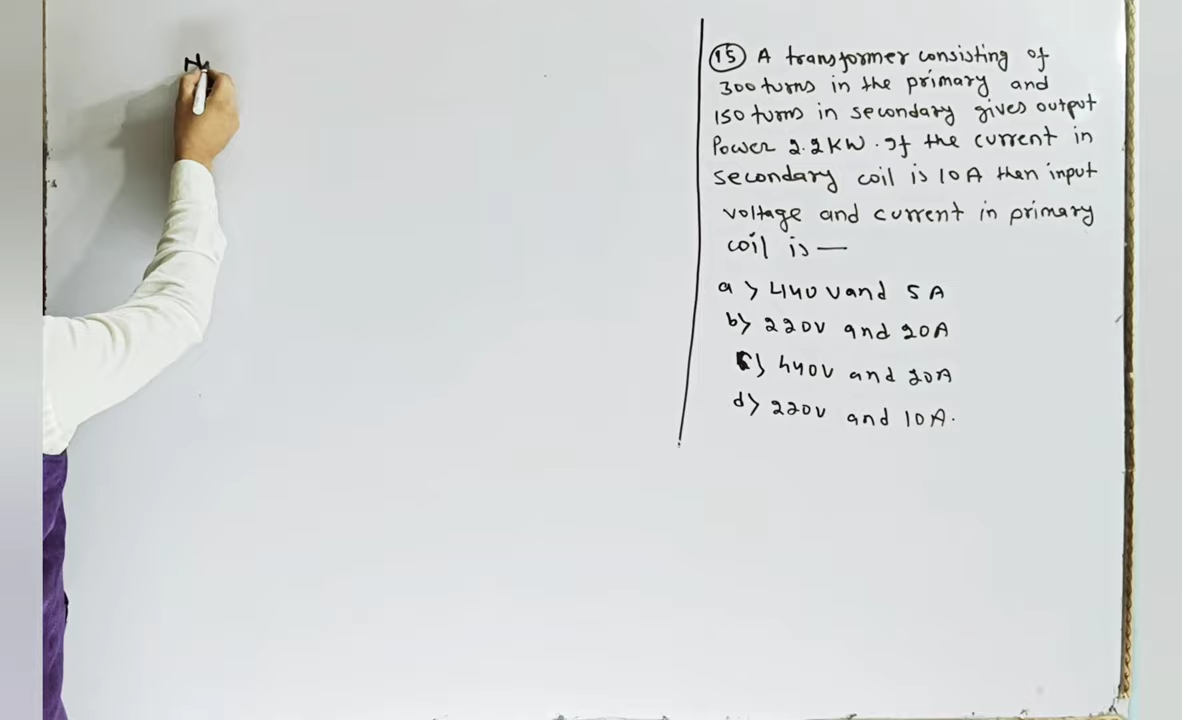 N
15 A transformer consisting of
300 turns in the primary and
150 turns in secondary gives output
Power 2.2KW. If the current in
secondary coil is 10A then input
voltage and current in primary
coil is —
a> 440 V and 5 A
b> 220V and 20A
c> 440V and 20A
d> 220V and 10A.